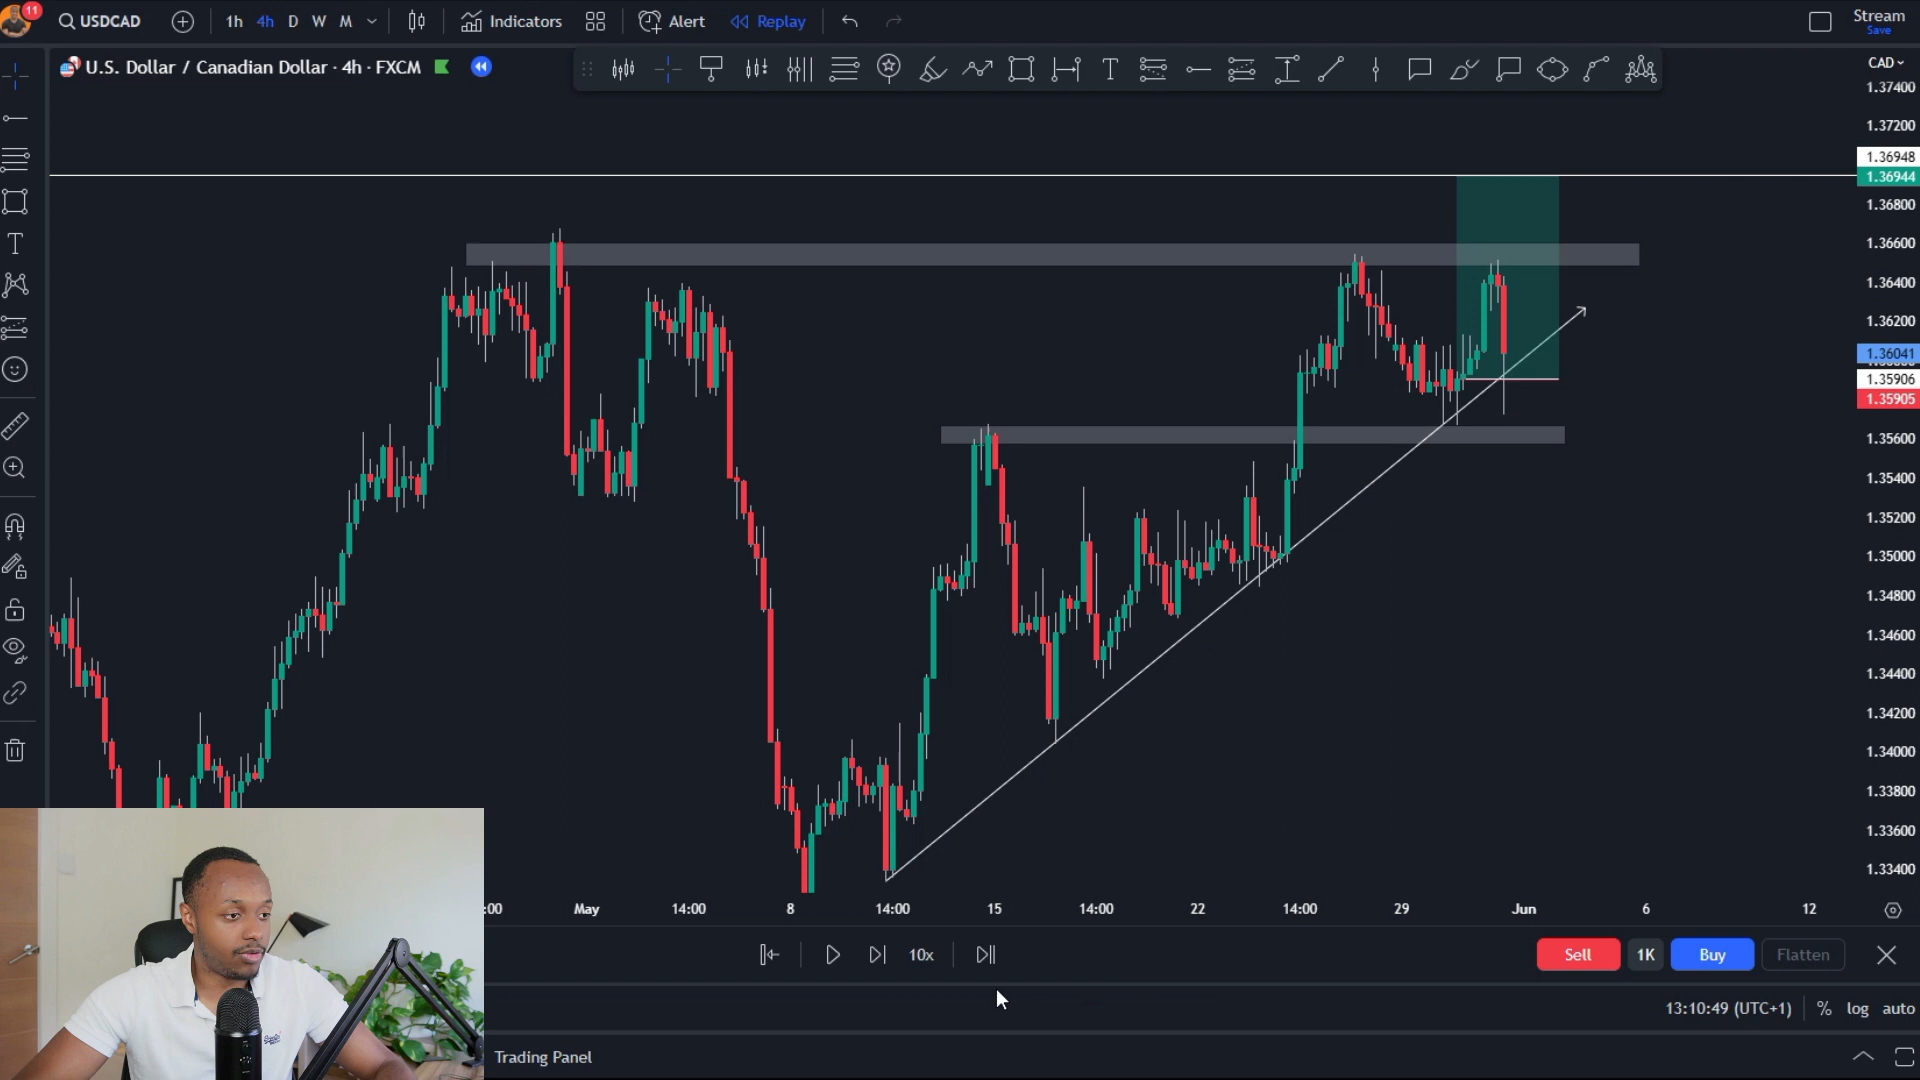 11
USDCAD
1h 4h D W M
Indicators
Alert
Replay
Stream
Save
U.S. Dollar / Canadian Dollar · 4h · FXCM
CAD
1.37400
1.37200
1.36948
1.36944
1.36800
1.36600
1.36400
1.36200
1.36041
1.35906
1.35905
1.35600
1.35400
1.35200
1.35000
1.34800
1.34600
1.34400
1.34200
1.34000
1.33800
1.33600
1.33400
:00 May 14:00 8 14:00 15 14:00 22 14:00 29 Jun 6 12
10x
Sell 1K Buy Flatten
13:10:49 (UTC+1) % log auto
Trading Panel